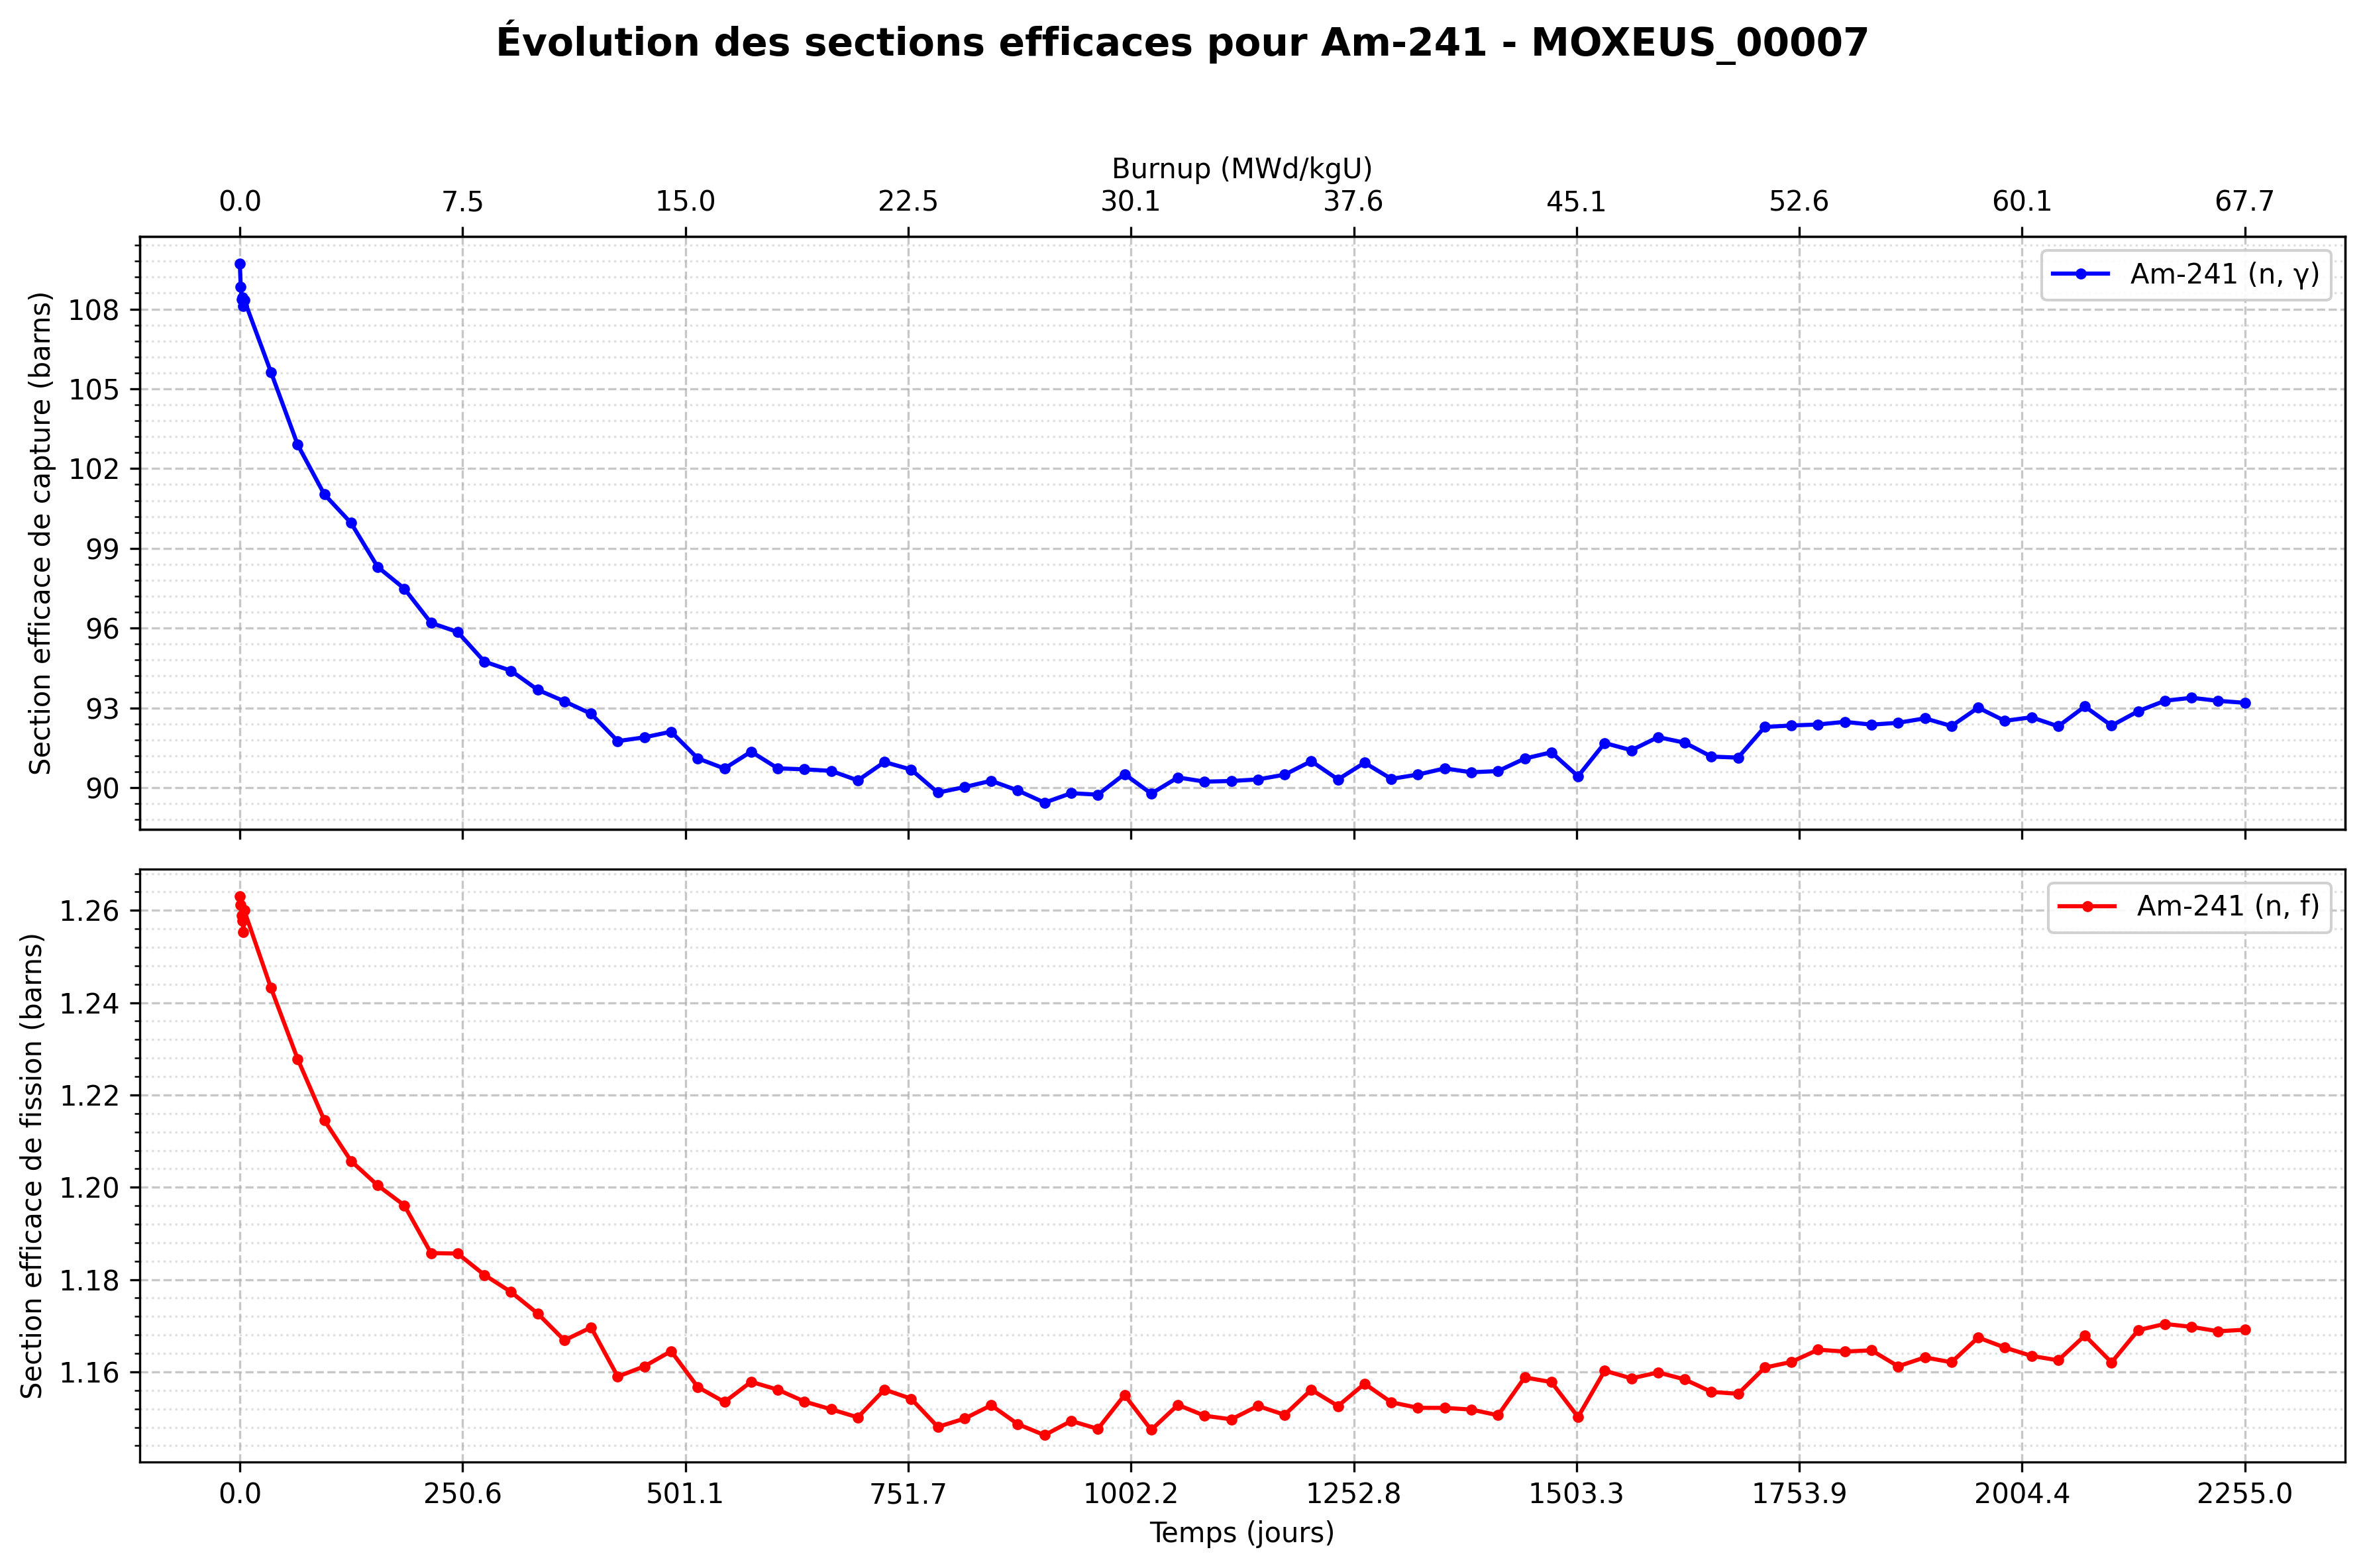 Évolution des sections efficaces pour Am-241 - MOXEUS_00007
Burnup (MWd/kgU)
0.0 7.5 15.0 22.5 30.1 37.6 45.1 52.6 60.1 67.7
Section efficace de capture (barns)
108
105
102
99
96
93
90
Am-241 (n, γ)
Section efficace de fission (barns)
1.26
1.24
1.22
1.20
1.18
1.16
Am-241 (n, f)
0.0 250.6 501.1 751.7 1002.2 1252.8 1503.3 1753.9 2004.4 2255.0
Temps (jours)